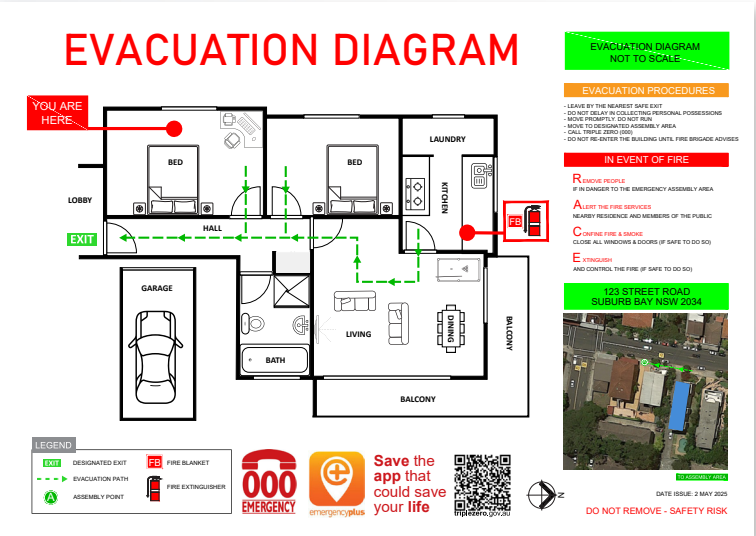 EVACUATION DIAGRAM
EVACUATION DIAGRAM
NOT TO SCALE
EVACUATION PROCEDURES
- LEAVE BY THE NEAREST SAFE EXIT
- DO NOT DELAY IN COLLECTING PERSONAL POSSESSIONS
- MOVE PROMPTLY. DO NOT RUN
- MOVE TO DESIGNATED ASSEMBLY AREA
- CALL TRIPLE ZERO (000)
- DO NOT RE-ENTER THE BUILDING UNTIL FIRE BRIGADE ADVISES
IN EVENT OF FIRE
REMOVE PEOPLE
IF IN DANGER TO THE EMERGENCY ASSEMBLY AREA
ALERT THE FIRE SERVICES
NEARBY RESIDENCE AND MEMBERS OF THE PUBLIC
CONFINE FIRE & SMOKE
CLOSE ALL WINDOWS & DOORS (IF SAFE TO DO SO)
EXTINGUISH
AND CONTROL THE FIRE (IF SAFE TO DO SO)
123 STREET ROAD
SUBURB BAY NSW 2034
TO ASSEMBLY AREA
DATE ISSUE: 2 MAY 2025
DO NOT REMOVE - SAFETY RISK
YOU ARE
HERE
BED
BED
LAUNDRY
KITCHEN
LOBBY
HALL
EXIT
FB
GARAGE
LIVING
DINING
BATH
BALCONY
BALCONY
LEGEND
EXIT DESIGNATED EXIT
EVACUATION PATH
A ASSEMBLY POINT
FB FIRE BLANKET
FIRE EXTINGUISHER
000
EMERGENCY
emergencyplus
Save the
app that
could save
your life
triplezero.gov.au
N